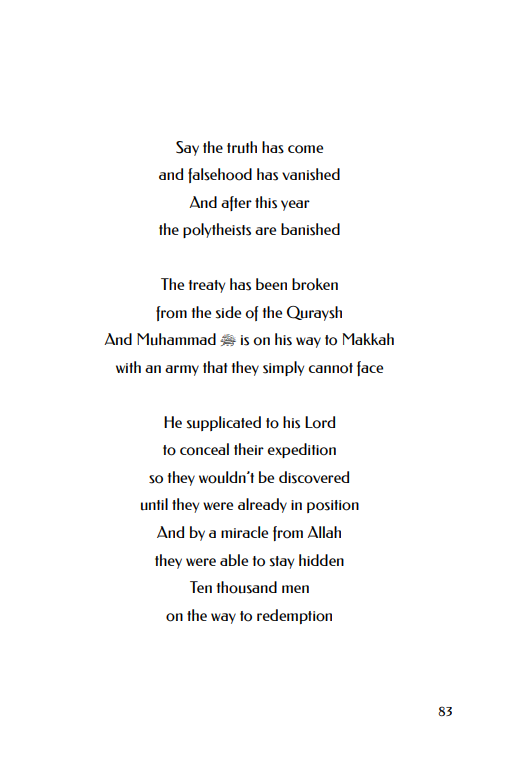 Say the truth has come
and falsehood has vanished
And after this year
the polytheists are banished
The treaty has been broken
from the side of the Quraysh
And Muhammad ﷺ is on his way to Makkah
with an army that they simply cannot face
He supplicated to his Lord
to conceal their expedition
so they wouldn't be discovered
until they were already in position
And by a miracle from Allah
they were able to stay hidden
Ten thousand men
on the way to redemption
83